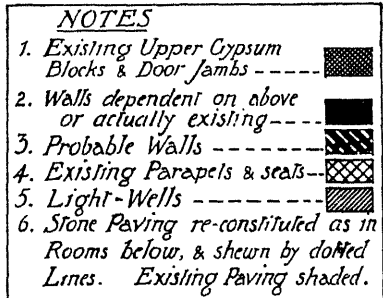 NOTES
1. Existing Upper Gypsum
Blocks & Door Jambs
2. Walls dependent on above
or actually existing
3. Probable Walls
4. Existing Parapets & seats
5. Light-Wells
6. Stone Paving re-constituted as in
Rooms below, & shewn by dotted
Lines. Existing Paving shaded.